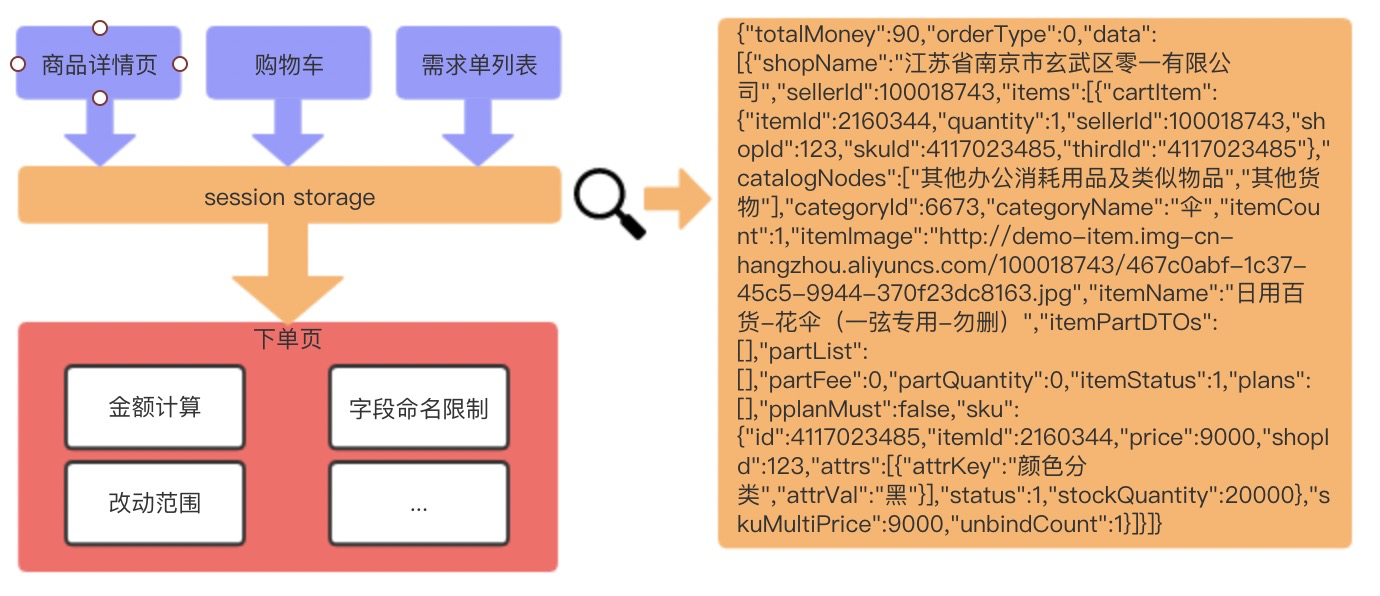 商品详情页
购物车
需求单列表
session storage
下单页
金额计算
字段命名限制
改动范围
...
{"totalMoney":90,"orderType":0,"data":
[{"shopName":"江苏省南京市玄武区零一有限公
司","sellerId":100018743,"items":[{"cartItem":
{"itemId":2160344,"quantity":1,"sellerId":100018743,"sh
opId":123,"skuId":4117023485,"thirdId":"4117023485"},"
catalogNodes":["其他办公消耗用品及类似物品","其他货
物"],"categoryId":6673,"categoryName":"伞","itemCou
nt":1,"itemImage":"http://demo-item.img-cn-
hangzhou.aliyuncs.com/100018743/467c0abf-1c37-
45c5-9944-370f23dc8163.jpg","itemName":"日用百
货-花伞（一弦专用-勿删）","itemPartDTOs":
[],"partList":
[],"partFee":0,"partQuantity":0,"itemStatus":1,"plans":
[],"pplanMust":false,"sku":
{"id":4117023485,"itemId":2160344,"price":9000,"shopI
d":123,"attrs":[{"attrKey":"颜色分
类","attrVal":"黑"}],"status":1,"stockQuantity":20000},"s
kuMultiPrice":9000,"unbindCount":1}]}]}